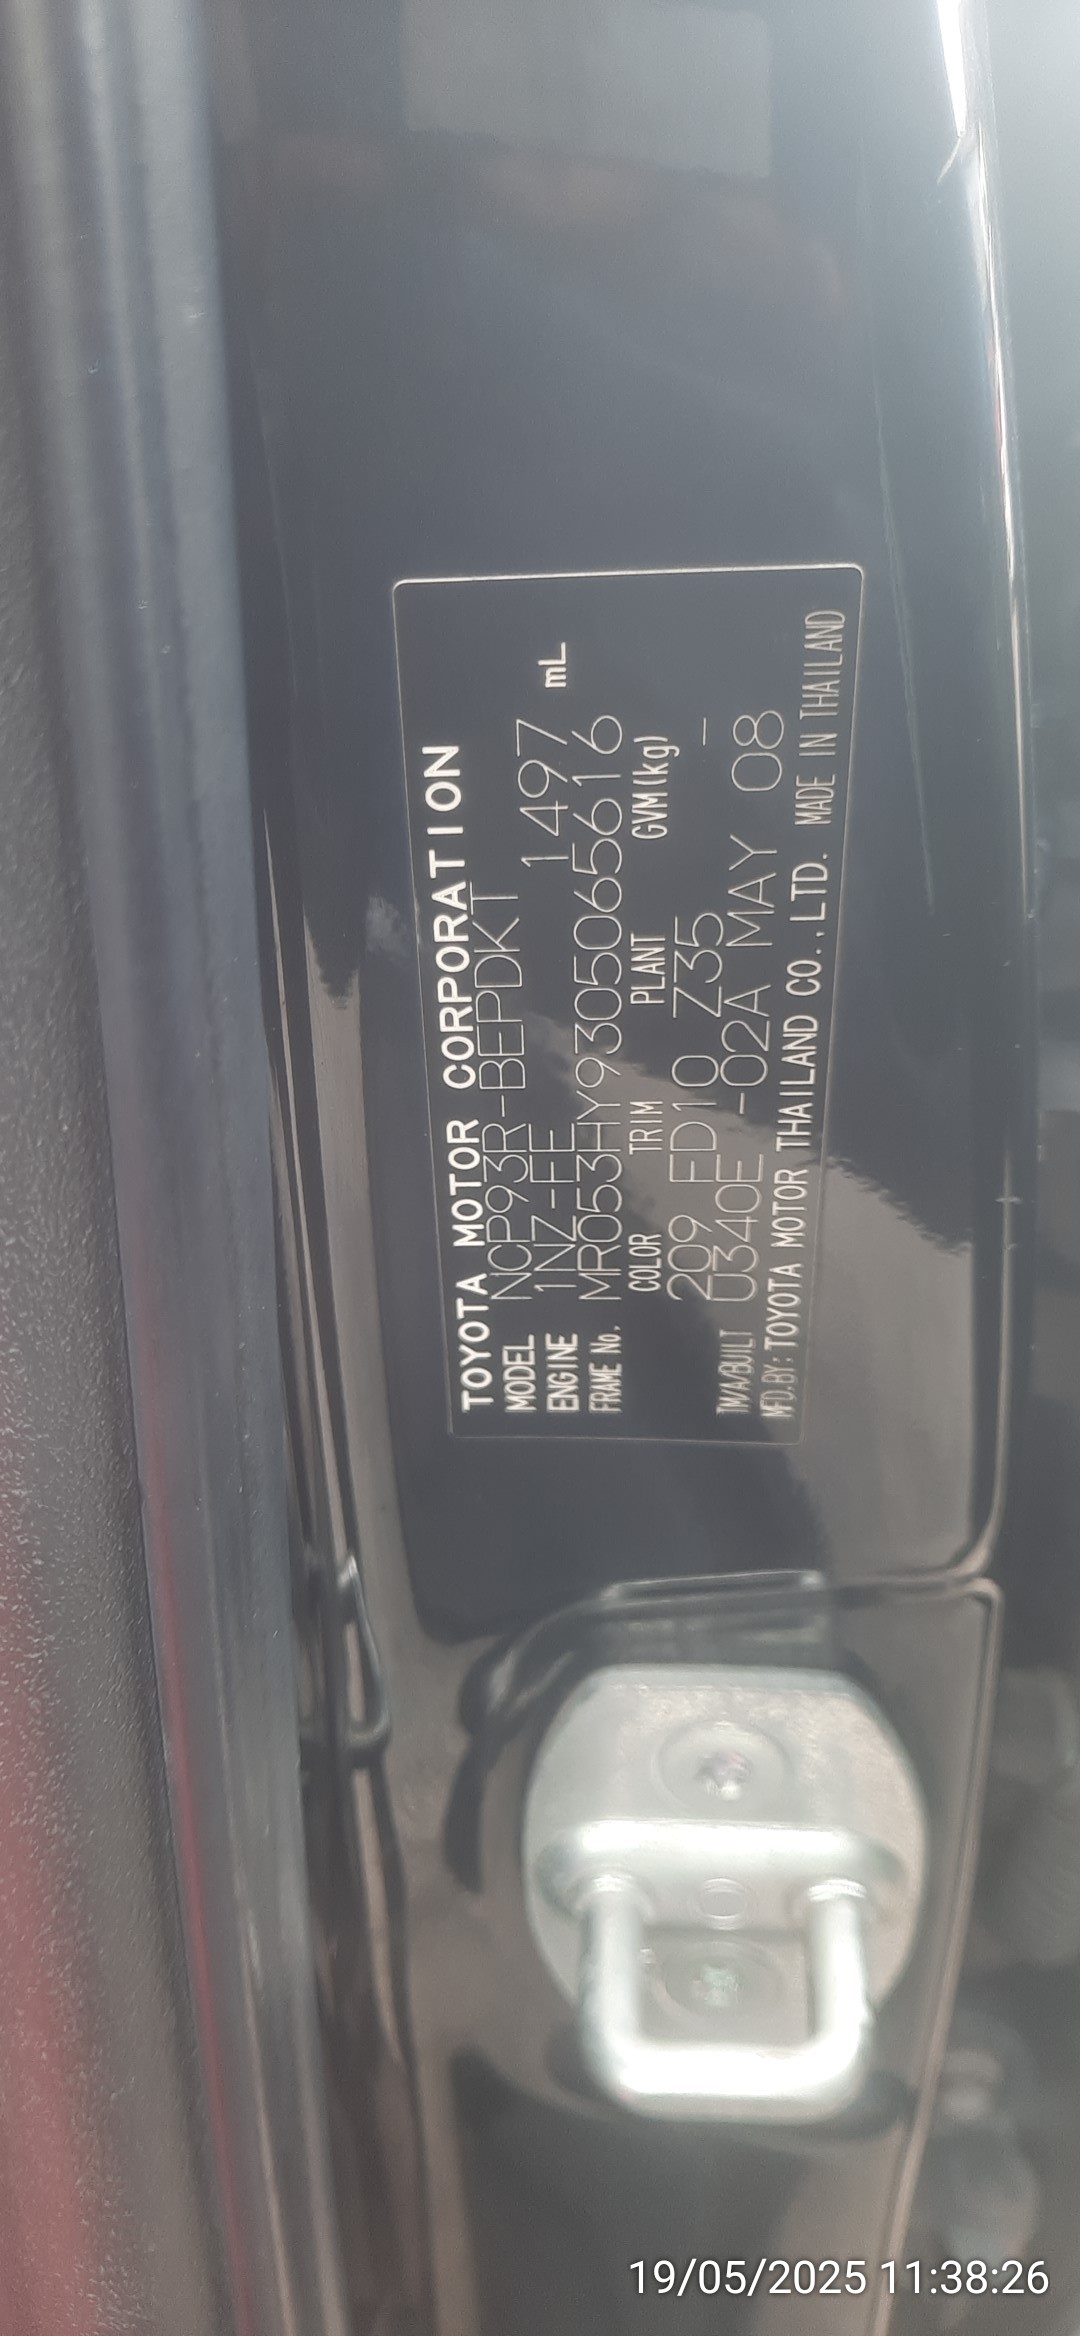 TOYOTA MOTOR CORPORATION
MODEL NCP93R-BEPDKT
ENGINE 1NZ-FE 1497 mL
FRAME No. MR053HY9305065616
COLOR TRIM PLANT GVM(kg)
209 FD10 Z35 -
TM/A/BUILT U340E -02A MAY 08
MFD.BY: TOYOTA MOTOR THAILAND CO.,LTD. MADE IN THAILAND
19/05/2025 11:38:26